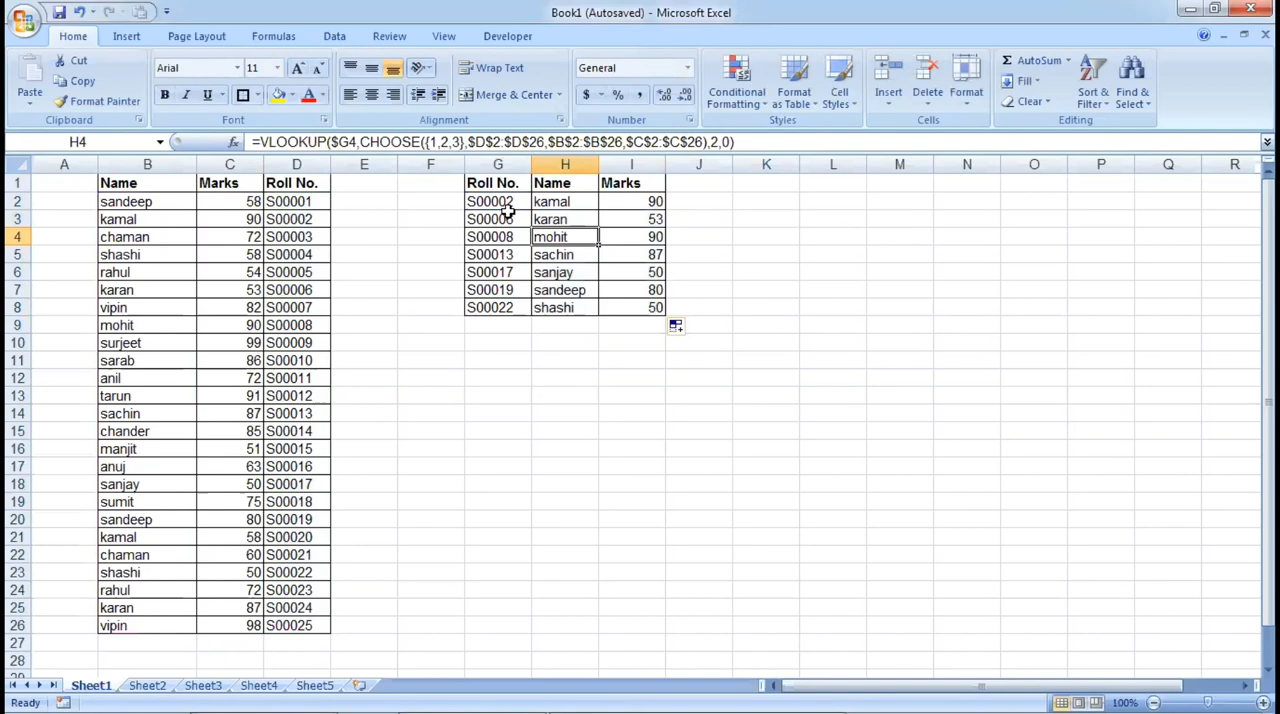 Book1 (Autosaved) - Microsoft Excel
Home Insert Page Layout Formulas Data Review View Developer
Paste
Cut
Copy
Format Painter
Clipboard
Arial 11
B I U
Font
Wrap Text
Merge & Center
Alignment
General
$ % ,
Number
Conditional Formatting
Format as Table
Cell Styles
Styles
Insert Delete Format
Cells
Σ AutoSum
Fill
Clear
Sort & Filter
Find & Select
Editing
H4 fx =VLOOKUP($G4,CHOOSE({1,2,3},$D$2:$D$26,$B$2:$B$26,$C$2:$C$26),2,0)
A B C D E F G H I J K L M N O P Q R
1 Name Marks Roll No. Roll No. Name Marks
2 sandeep 58 S00001 S00002 kamal 90
3 kamal 90 S00002 karan 53
4 chaman 72 S00003 S00008 mohit 90
5 shashi 58 S00004 S00013 sachin 87
6 rahul 54 S00005 S00017 sanjay 50
7 karan 53 S00006 S00019 sandeep 80
8 vipin 82 S00007 S00022 shashi 50
9 mohit 90 S00008
10 surjeet 99 S00009
11 sarab 86 S00010
12 anil 72 S00011
13 tarun 91 S00012
14 sachin 87 S00013
15 chander 85 S00014
16 manjit 51 S00015
17 anuj 63 S00016
18 sanjay 50 S00017
19 sumit 75 S00018
20 sandeep 80 S00019
21 kamal 58 S00020
22 chaman 60 S00021
23 shashi 50 S00022
24 rahul 72 S00023
25 karan 87 S00024
26 vipin 98 S00025
27
28
Sheet1 Sheet2 Sheet3 Sheet4 Sheet5
Ready 100%